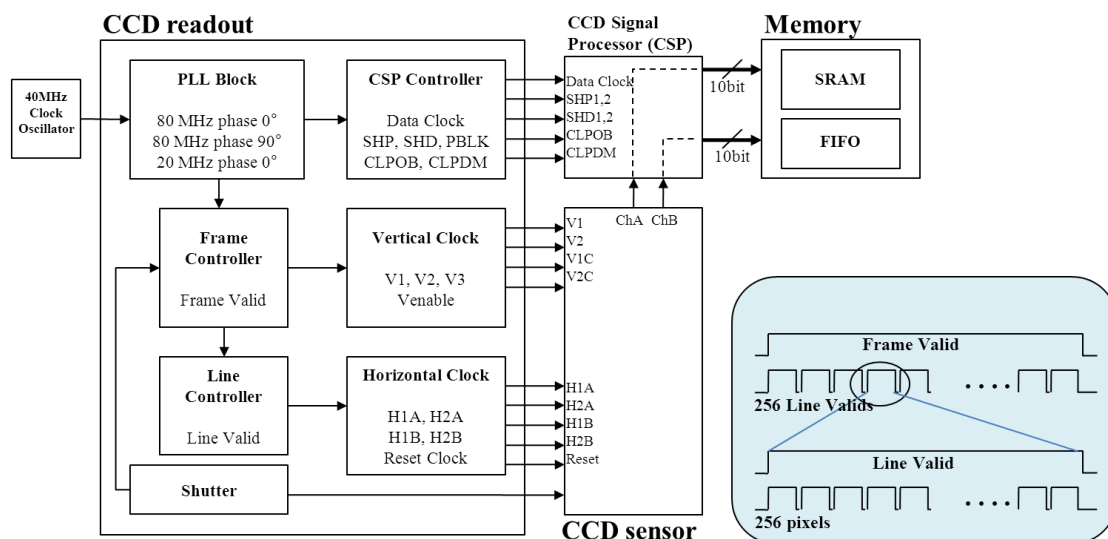 CCD readout
CCD Signal
Processor (CSP)
Memory
40MHz
Clock
Oscillator
PLL Block
80 MHz phase 0°
80 MHz phase 90°
20 MHz phase 0°
CSP Controller
Data Clock
SHP, SHD, PBLK
CLPOB, CLPDM
Data Clock
SHP1,2
SHD1,2
CLPOB
CLPDM
10bit
10bit
SRAM
FIFO
ChA ChB
Frame
Controller
Frame Valid
Vertical Clock
V1, V2, V3
Venable
V1
V2
V1C
V2C
Line
Controller
Line Valid
Horizontal Clock
H1A, H2A
H1B, H2B
Reset Clock
H1A
H2A
H1B
H2B
Reset
Shutter
CCD sensor
Frame Valid
256 Line Valids
Line Valid
256 pixels